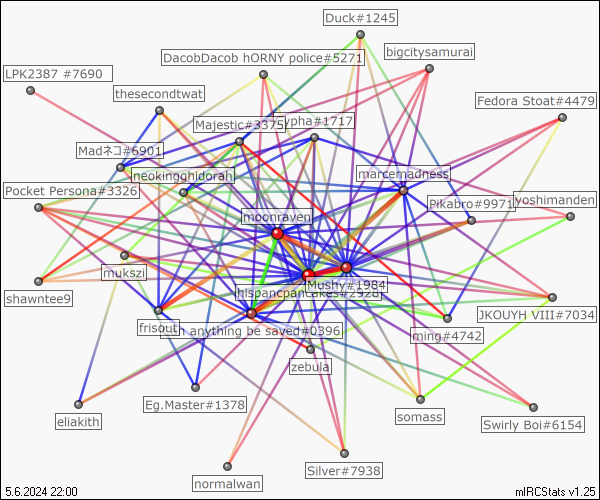 Duck#1245
bigcitysamurai
DacobDacob hORNY police#5271
LPK2387 #7690
thesecondtwat
Fedora Stoat#4479
Majestic#3375
ypha#1717
Madネコ#6901
neokingghidorah
marcemadness
Pocket Persona#3326
Pikabro#9971
yoshimanden
moonraven
mukszi
Mushy#1984
hispancpancakes#2928
shawntee9
JKOUYH VIII#7034
frisout
h anything be saved#0396
ming#4742
zebula
Eg.Master#1378
eliakith
somass
Swirly Boi#6154
Silver#7938
normalwan
5.6.2024 22:00
mIRCStats v1.25